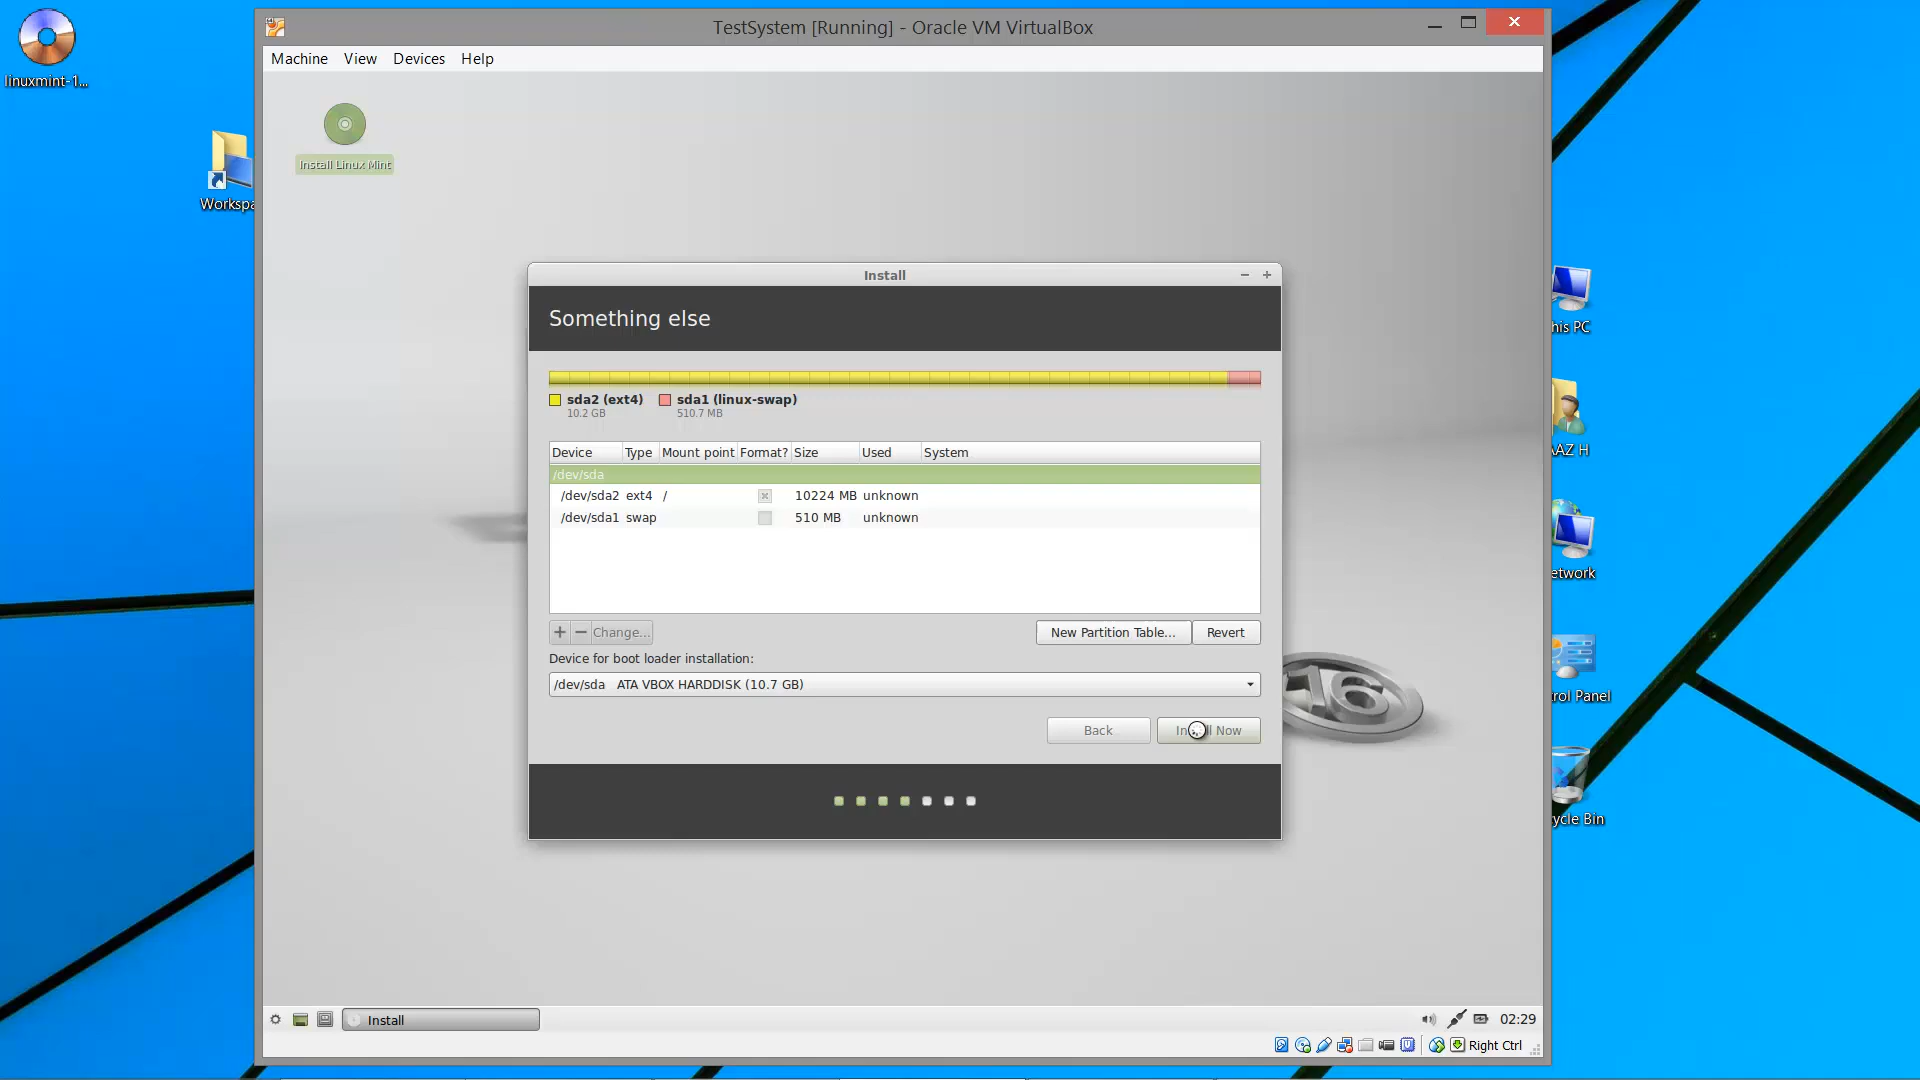 TestSystem [Running] - Oracle VM VirtualBox
Machine View Devices Help
linuxmint-1...
Install Linux Mint
Install
Something else
sda2 (ext4) sda1 (linux-swap)
10.2 GB 510.7 MB
Device Type Mount point Format? Size Used System
/dev/sda
/dev/sda2 ext4 / 10224 MB unknown
/dev/sda1 swap 510 MB unknown
+ - Change... New Partition Table... Revert
Device for boot loader installation:
/dev/sda ATA VBOX HARDDISK (10.7 GB)
Back Install Now
16
Install 02:29
Right Ctrl
Workspa
his PC
AZ H
etwork
rol Panel
ycle Bin